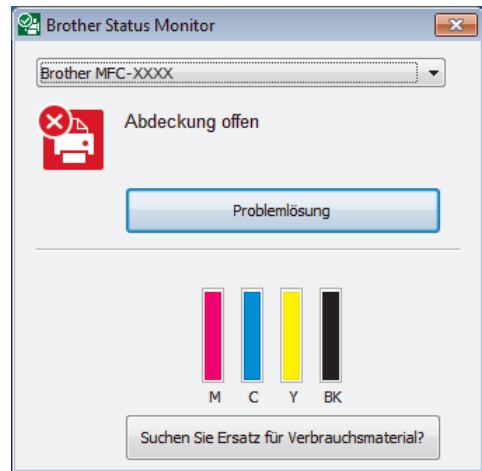 Brother Status Monitor
Brother MFC-XXXX
Abdeckung offen
Problemlösung
M C Y BK
Suchen Sie Ersatz für Verbrauchsmaterial?